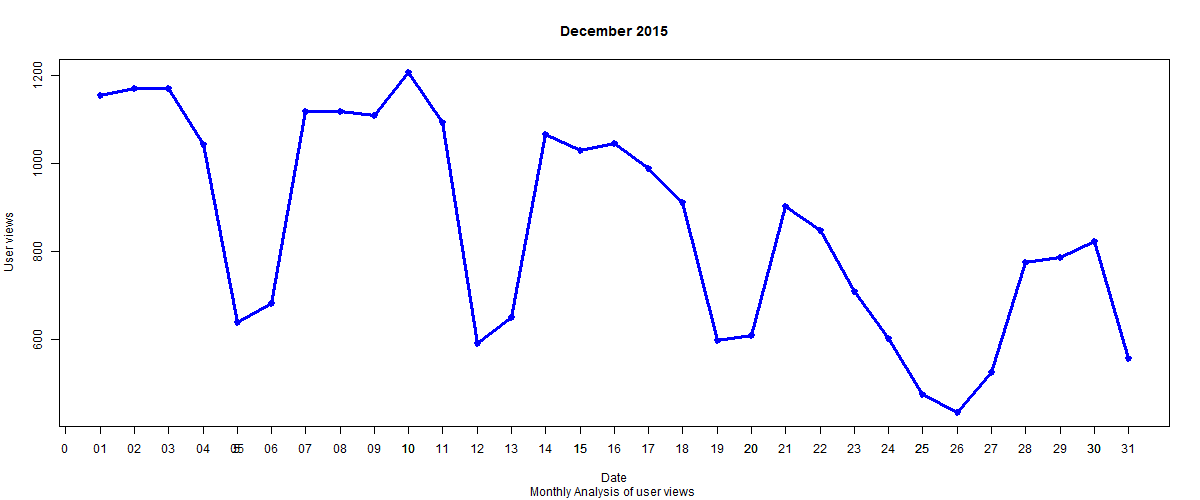 December 2015
1200
1000
800
600
User views
0 01 02 03 04 05 06 07 08 09 10 11 12 13 14 15 16 17 18 19 20 21 22 23 24 25 26 27 28 29 30 31
Date
Monthly Analysis of user views